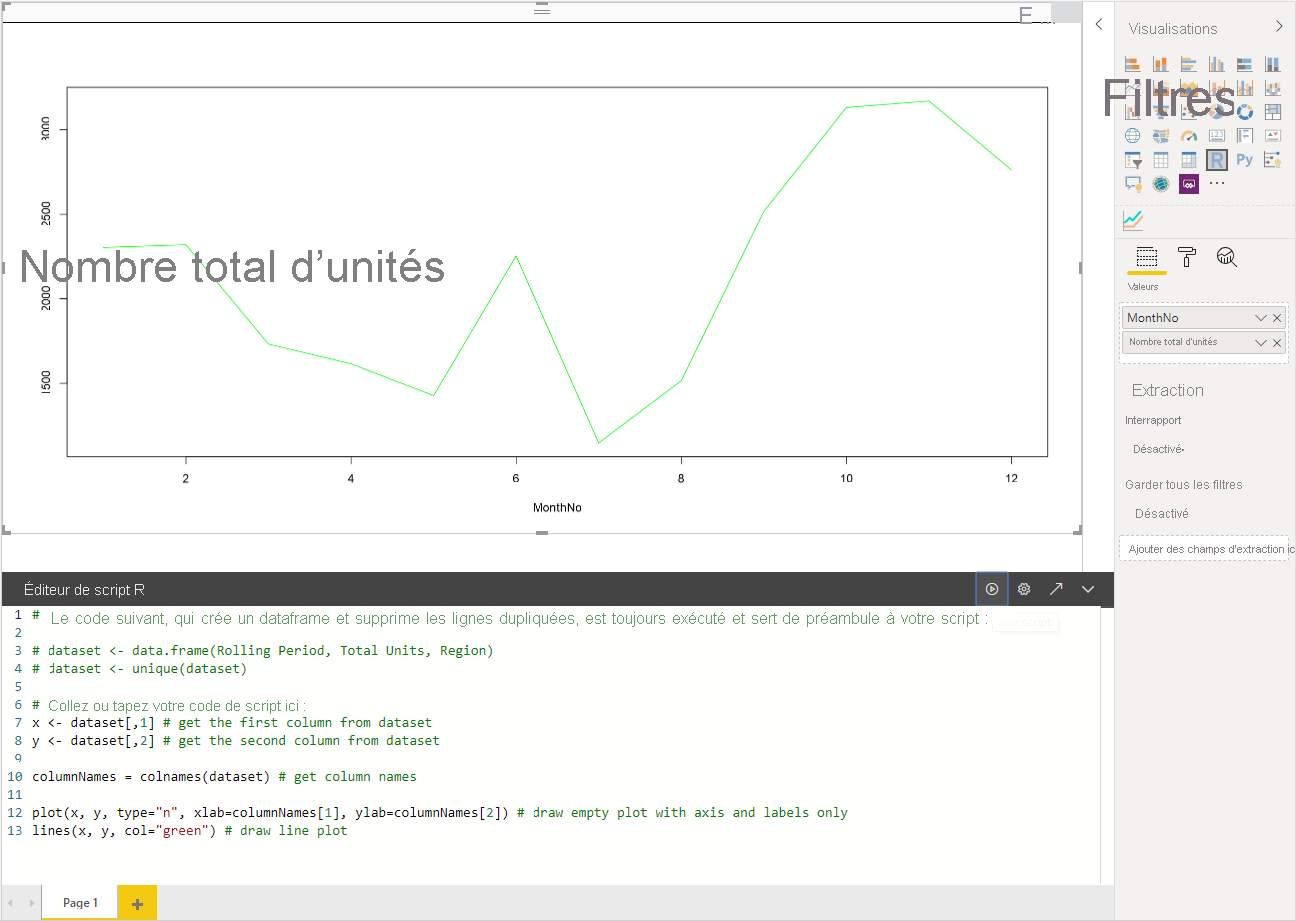 E ...
3000
2500
2000
1500
Nombre total d’unités
2
4
6
8
10
12
MonthNo
Visualisations
Filtres
123
R
Py
Valeurs
MonthNo
Nombre total d'unités
Extraction
Interrapport
Désactivé
Garder tous les filtres
Désactivé
Ajouter des champs d'extraction ic
Éditeur de script R
1 # Le code suivant, qui crée un dataframe et supprime les lignes dupliquées, est toujours exécuté et sert de préambule à votre script :
2
3 # dataset <- data.frame(Rolling Period, Total Units, Region)
4 # dataset <- unique(dataset)
5
6 # Collez ou tapez votre code de script ici :
7 x <- dataset[,1] # get the first column from dataset
8 y <- dataset[,2] # get the second column from dataset
9
10 columnNames = colnames(dataset) # get column names
11
12 plot(x, y, type="n", xlab=columnNames[1], ylab=columnNames[2]) # draw empty plot with axis and labels only
13 lines(x, y, col="green") # draw line plot
Page 1